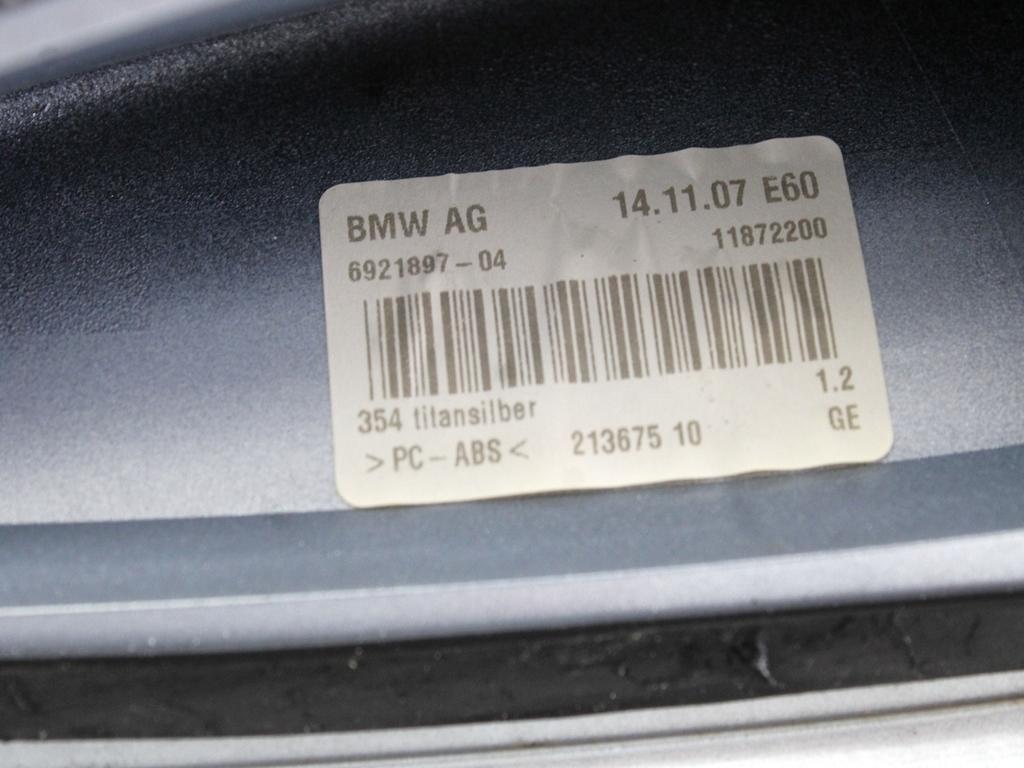 BMW AG 14.11.07 E60
6921897-04 11872200
354 titansilber 1.2
>PC-ABS< 213675 10 GE